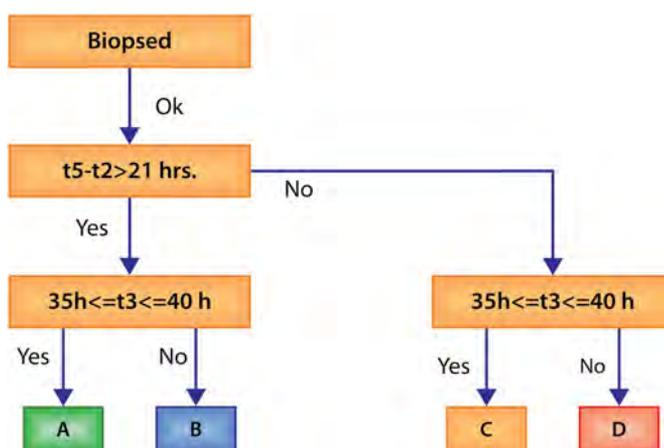 Biopsed
Ok
t5-t2>21 hrs.
No
Yes
35h<=t3<=40 h
35h<=t3<=40 h
Yes
No
Yes
No
A
B
C
D